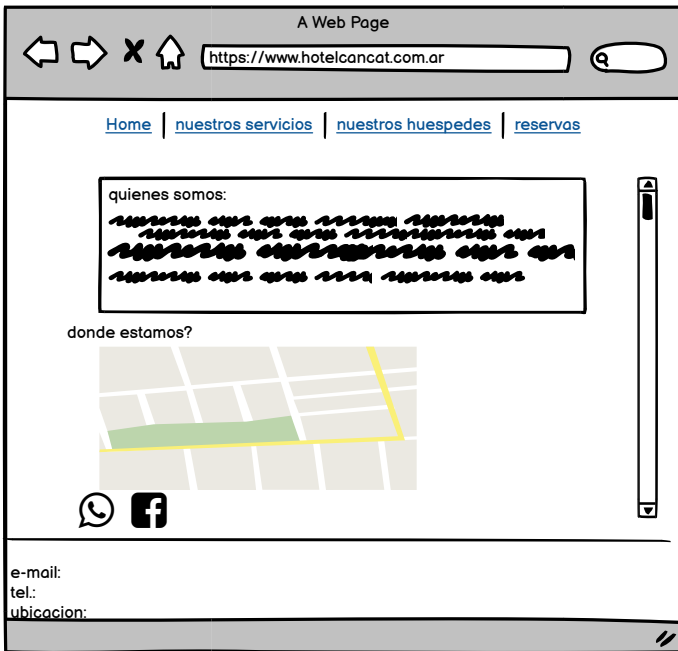 A Web Page
https://www.hotelcancat.com.ar
Home | nuestros servicios | nuestros huespedes | reservas
quienes somos:
donde estamos?
e-mail:
tel.:
ubicacion: